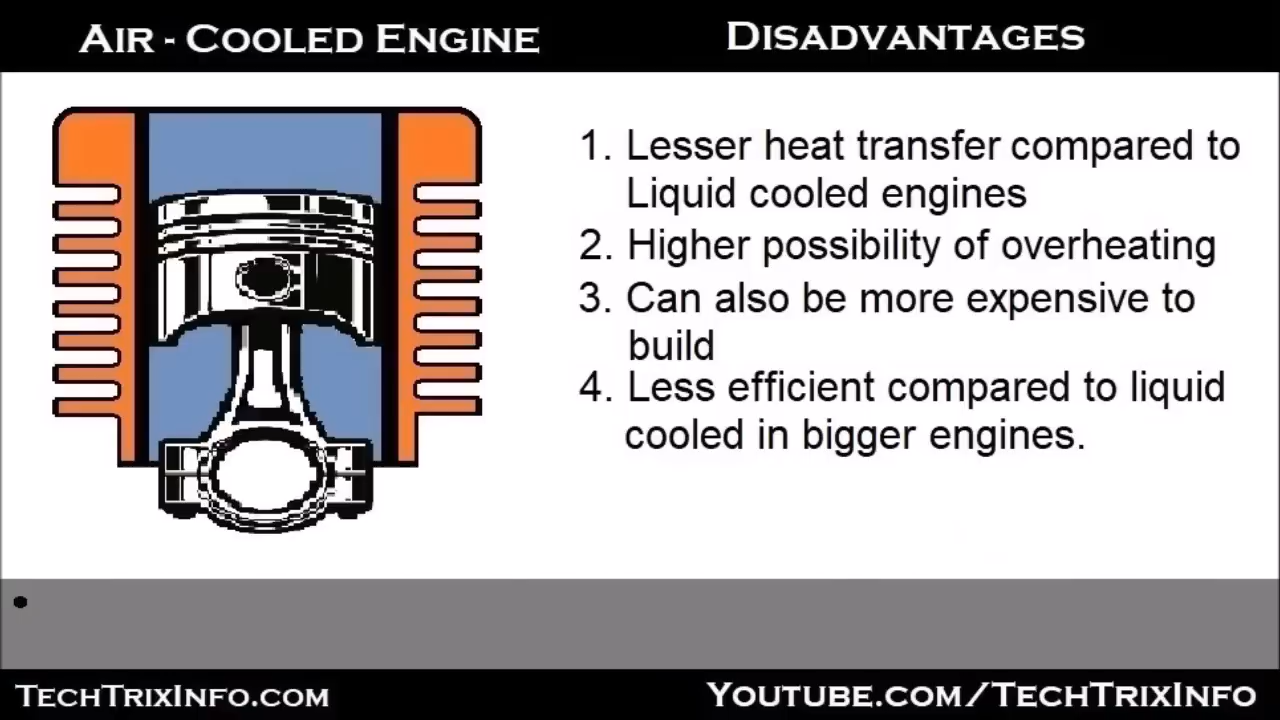 Air - Cooled Engine
Disadvantages
1. Lesser heat transfer compared to
Liquid cooled engines
2. Higher possibility of overheating
3. Can also be more expensive to
build
4. Less efficient compared to liquid
cooled in bigger engines.
TechTrixInfo.com
Youtube.com/TechTrixInfo